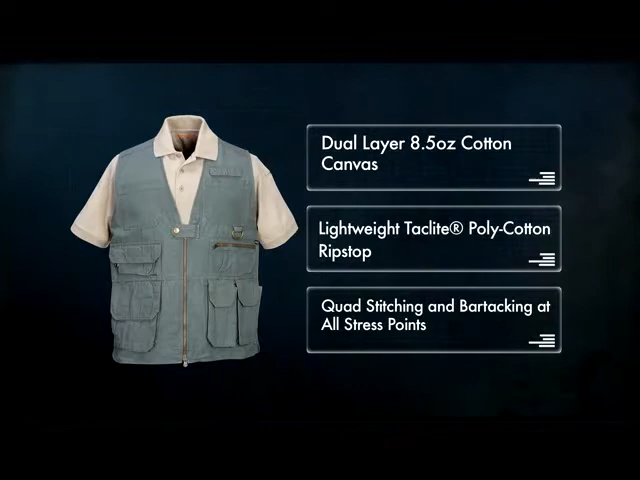 Dual Layer 8.5oz Cotton
Canvas
Lightweight Taclite® Poly-Cotton
Ripstop
Quad Stitching and Bartacking at
All Stress Points